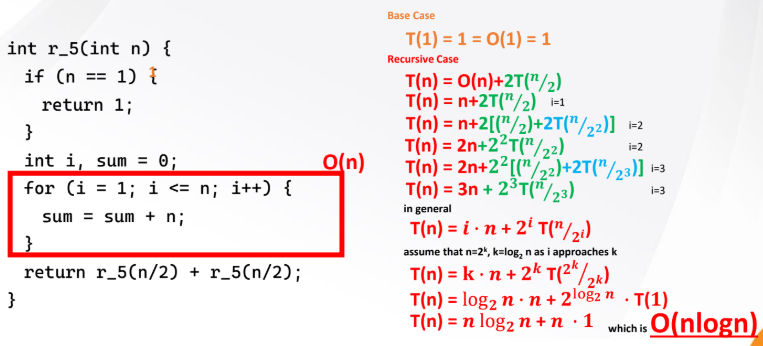 int r_5(int n) {
if (n == 1) {
return 1;
}
int i, sum = 0;
for (i = 1; i <= n; i++) {
sum = sum + n;
}
return r_5(n/2) + r_5(n/2);
}
O(n)
Base Case
T(1) = 1 = O(1) = 1
Recursive Case
T(n) = O(n)+2T(ⁿ/₂)
T(n) = n+2T(ⁿ/₂) i=1
T(n) = n+2[(ⁿ/₂)+2T(ⁿ/₂²)] i=2
T(n) = 2n+2²T(ⁿ/₂²) i=2
T(n) = 2n+2²[(ⁿ/₂²)+2T(ⁿ/₂³)] i=3
T(n) = 3n + 2³T(ⁿ/₂³) i=3
in general
T(n) = i · n + 2ⁱ T(ⁿ/₂ⁱ)
assume that n=2ᵏ, k=log₂ n as i approaches k
T(n) = k · n + 2ᵏ T(2ᵏ/₂ᵏ)
T(n) = log₂ n · n + 2^(log₂ n) · T(1)
T(n) = n log₂ n + n · 1 which is O(nlogn)